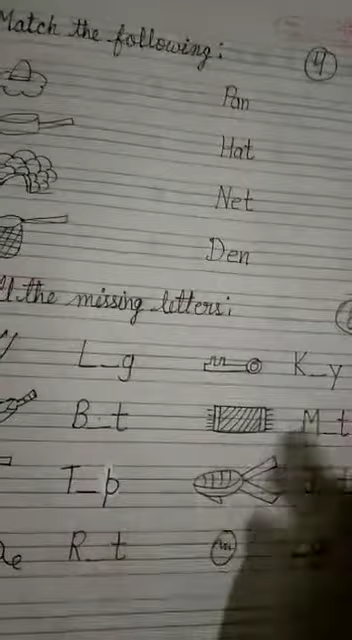 Match the following: 4
Pan
Hat
Net
Den
the missing letters:
L_g K_y
B_t M_t
T_p
R_t